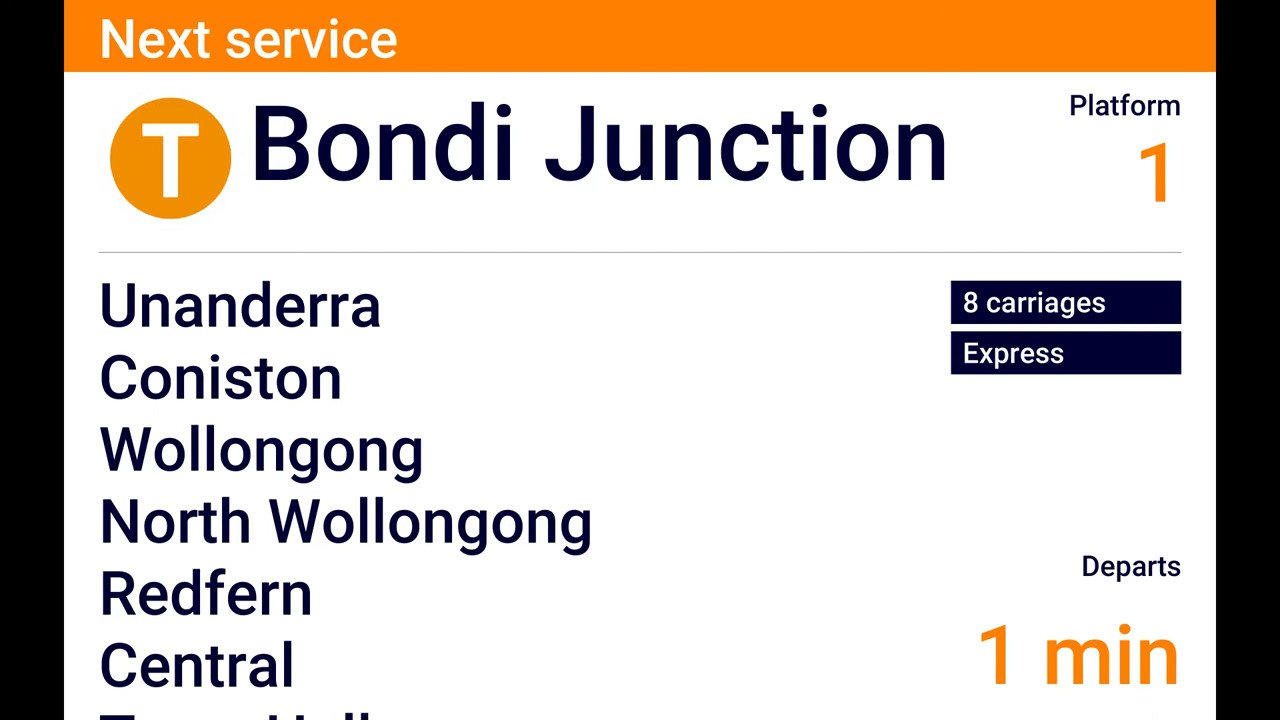 Next service
T Bondi Junction
Platform
1
Unanderra
Coniston
Wollongong
North Wollongong
Redfern
Central
8 carriages
Express
Departs
1 min